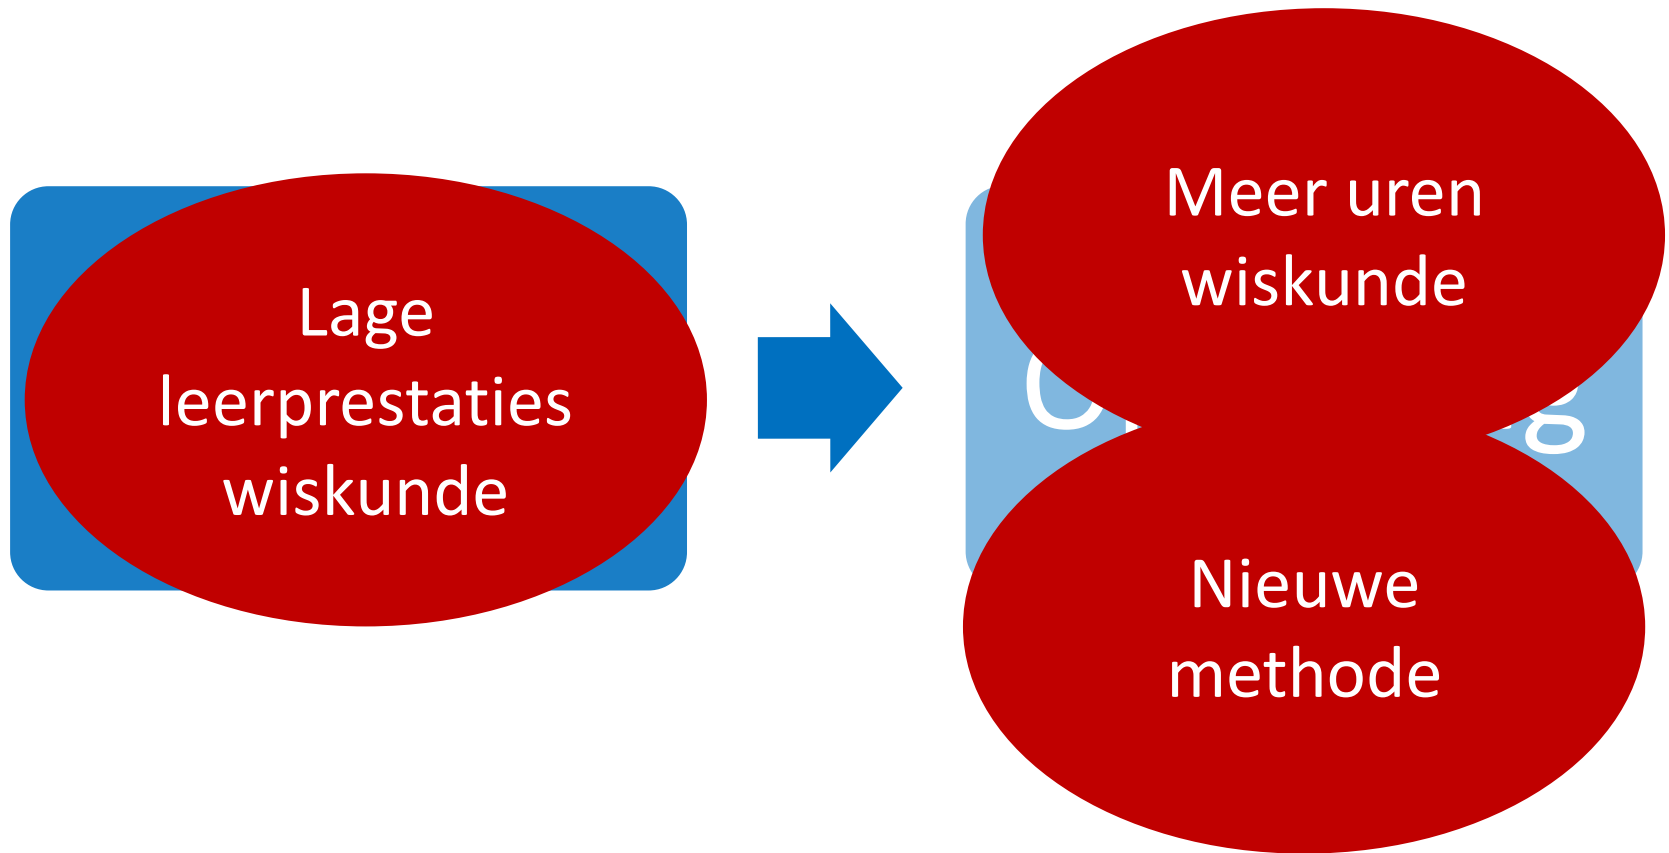 Lage
leerprestaties
wiskunde
Meer uren
wiskunde
Nieuwe
methode